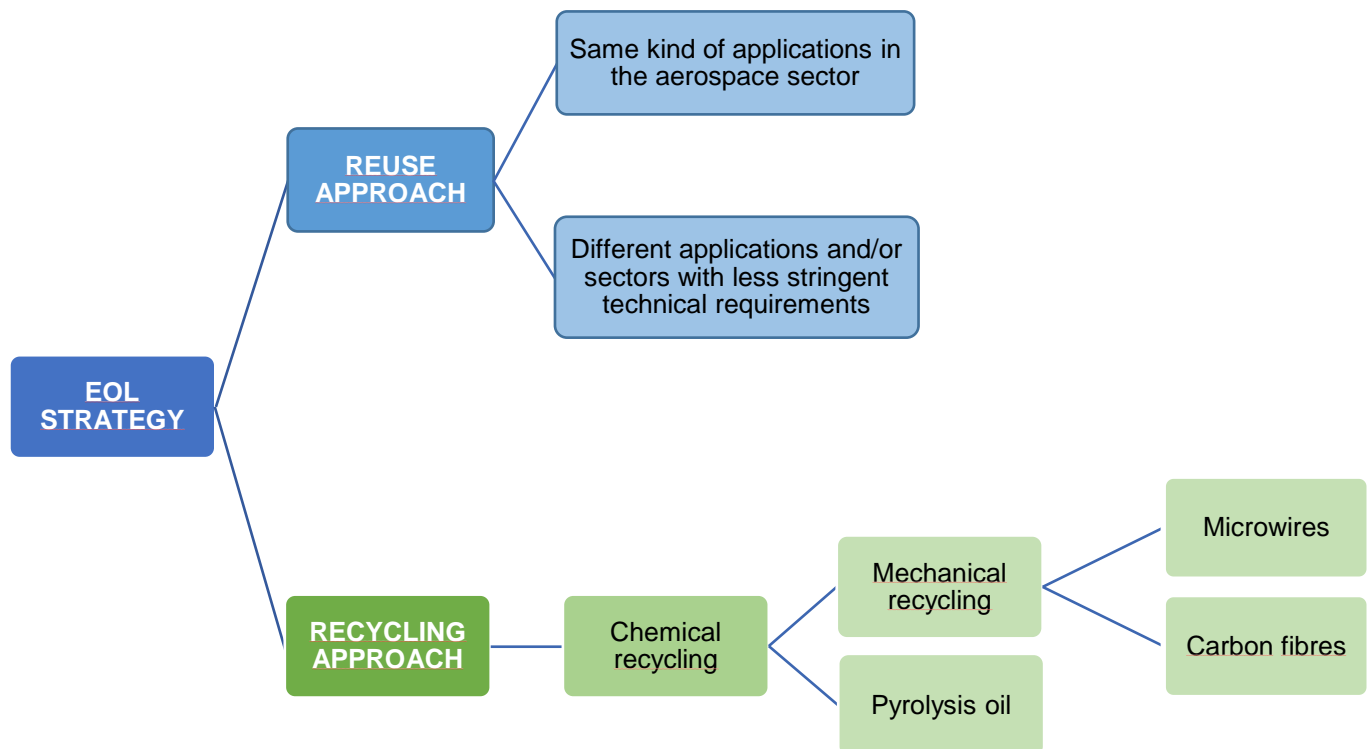 Same kind of applications in
the aerospace sector
REUSE
APPROACH
Different applications and/or
sectors with less stringent
technical requirements
EOL
STRATEGY
Microwires
Mechanical
recycling
RECYCLING
APPROACH
Chemical
recycling
Carbon fibres
Pyrolysis oil